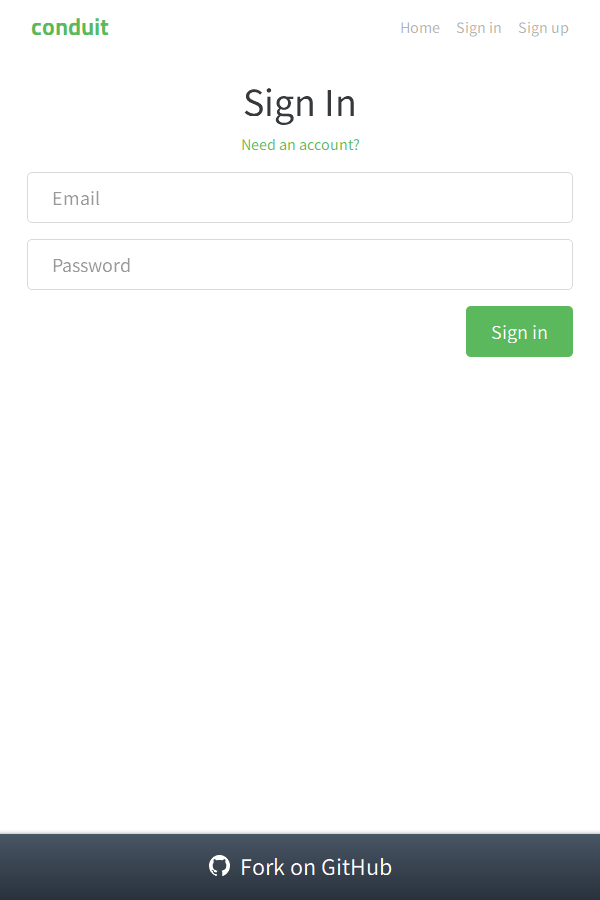 conduit
Home Sign in Sign up
Sign In
Need an account?
Email
Password
Sign in
Fork on GitHub